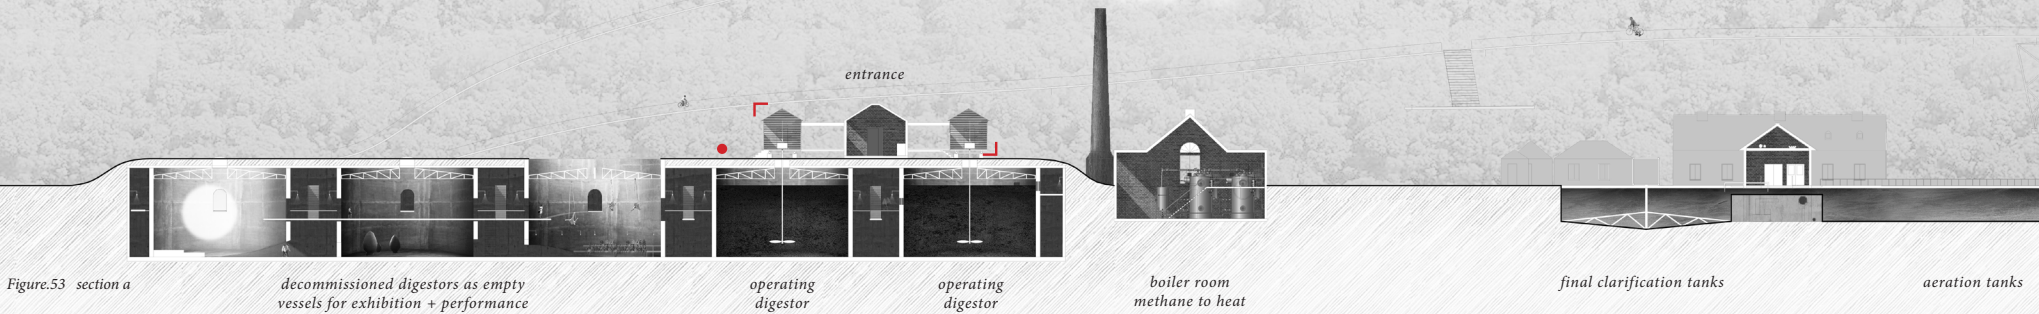 entrance
Figure.53 section a
decommissioned digestors as empty
vessels for exhibition + performance
operating
digestor
operating
digestor
boiler room
methane to heat
final clarification tanks
aeration tanks